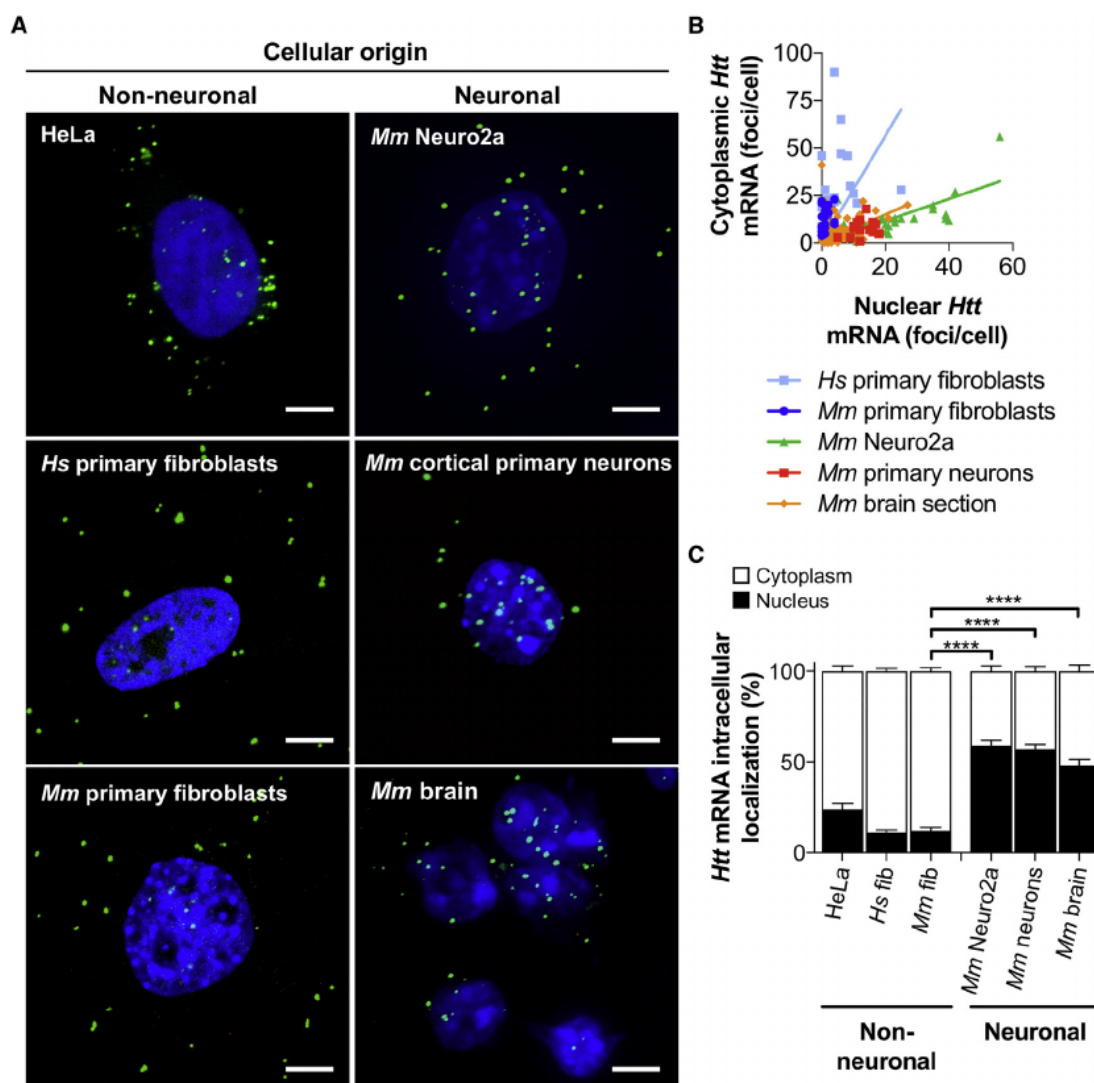 A
Cellular origin
Non-neuronal
Neuronal
HeLa
Mm Neuro2a
Hs primary fibroblasts
Mm cortical primary neurons
Mm primary fibroblasts
Mm brain
B
Cytoplasmic Htt
mRNA (foci/cell)
100
75
50
25
0
0
20
40
60
Nuclear Htt
mRNA (foci/cell)
Hs primary fibroblasts
Mm primary fibroblasts
Mm Neuro2a
Mm primary neurons
Mm brain section
C
Cytoplasm
Nucleus
****
****
****
Htt mRNA intracellular
localization (%)
100
50
0
HeLa
Hs fib
Mm fib
Mm Neuro2a
Mm neurons
Mm brain
Non-
neuronal
Neuronal